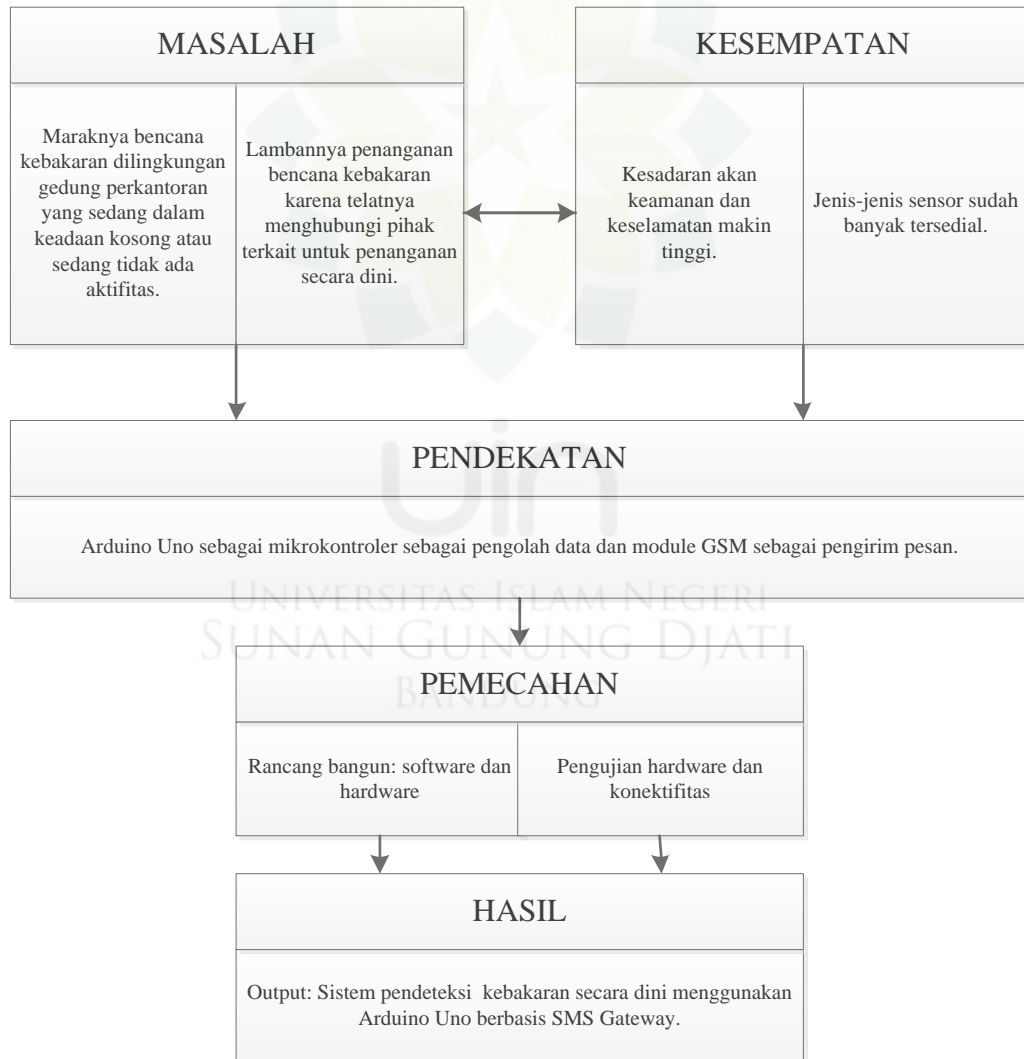 MASALAH
Maraknya bencana
kebakaran dilingkungan
gedung perkantoran
yang sedang dalam
keadaan kosong atau
sedang tidak ada
aktifitas.
Lambannya penanganan
bencana kebakaran
karena telatnya
menghubungi pihak
terkait untuk penanganan
secara dini.
KESEMPATAN
Kesadaran akan
keamanan dan
keselamatan makin
tinggi.
Jenis-jenis sensor sudah
banyak tersedial.
PENDEKATAN
uin
Arduino Uno sebagai mikrokontroler sebagai pengolah data dan module GSM sebagai pengirim pesan.
UNIVERSITAS ISLAM NEGERI
SUNAN GUNUNG DJATI
BANDUNG
PEMECAHAN
Rancang bangun: software dan
hardware
Pengujian hardware dan
konektifitas
HASIL
Output: Sistem pendeteksi kebakaran secara dini menggunakan
Arduino Uno berbasis SMS Gateway.